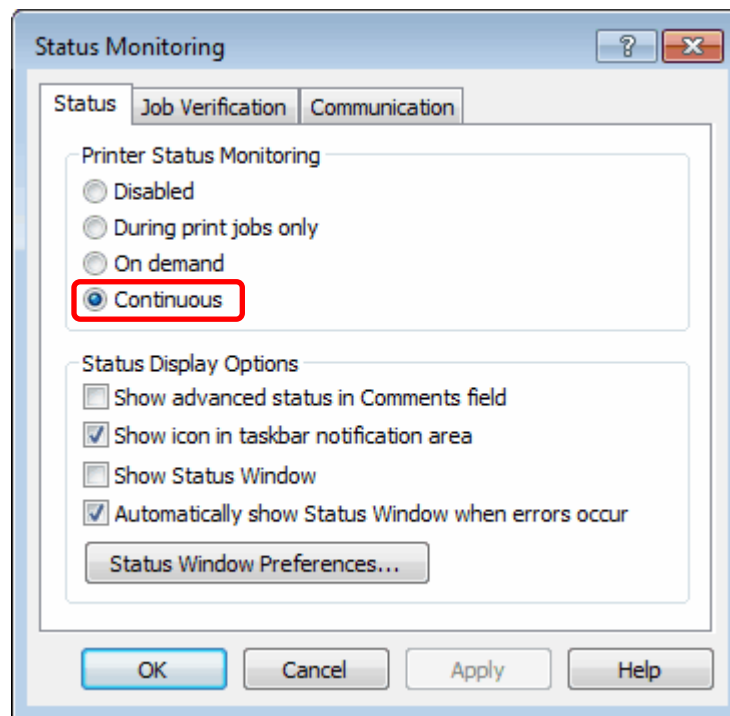 Status Monitoring
?
Status Job Verification Communication
Printer Status Monitoring
Disabled
During print jobs only
On demand
Continuous
Status Display Options
Show advanced status in Comments field
Show icon in taskbar notification area
Show Status Window
Automatically show Status Window when errors occur
Status Window Preferences...
OK Cancel Apply Help